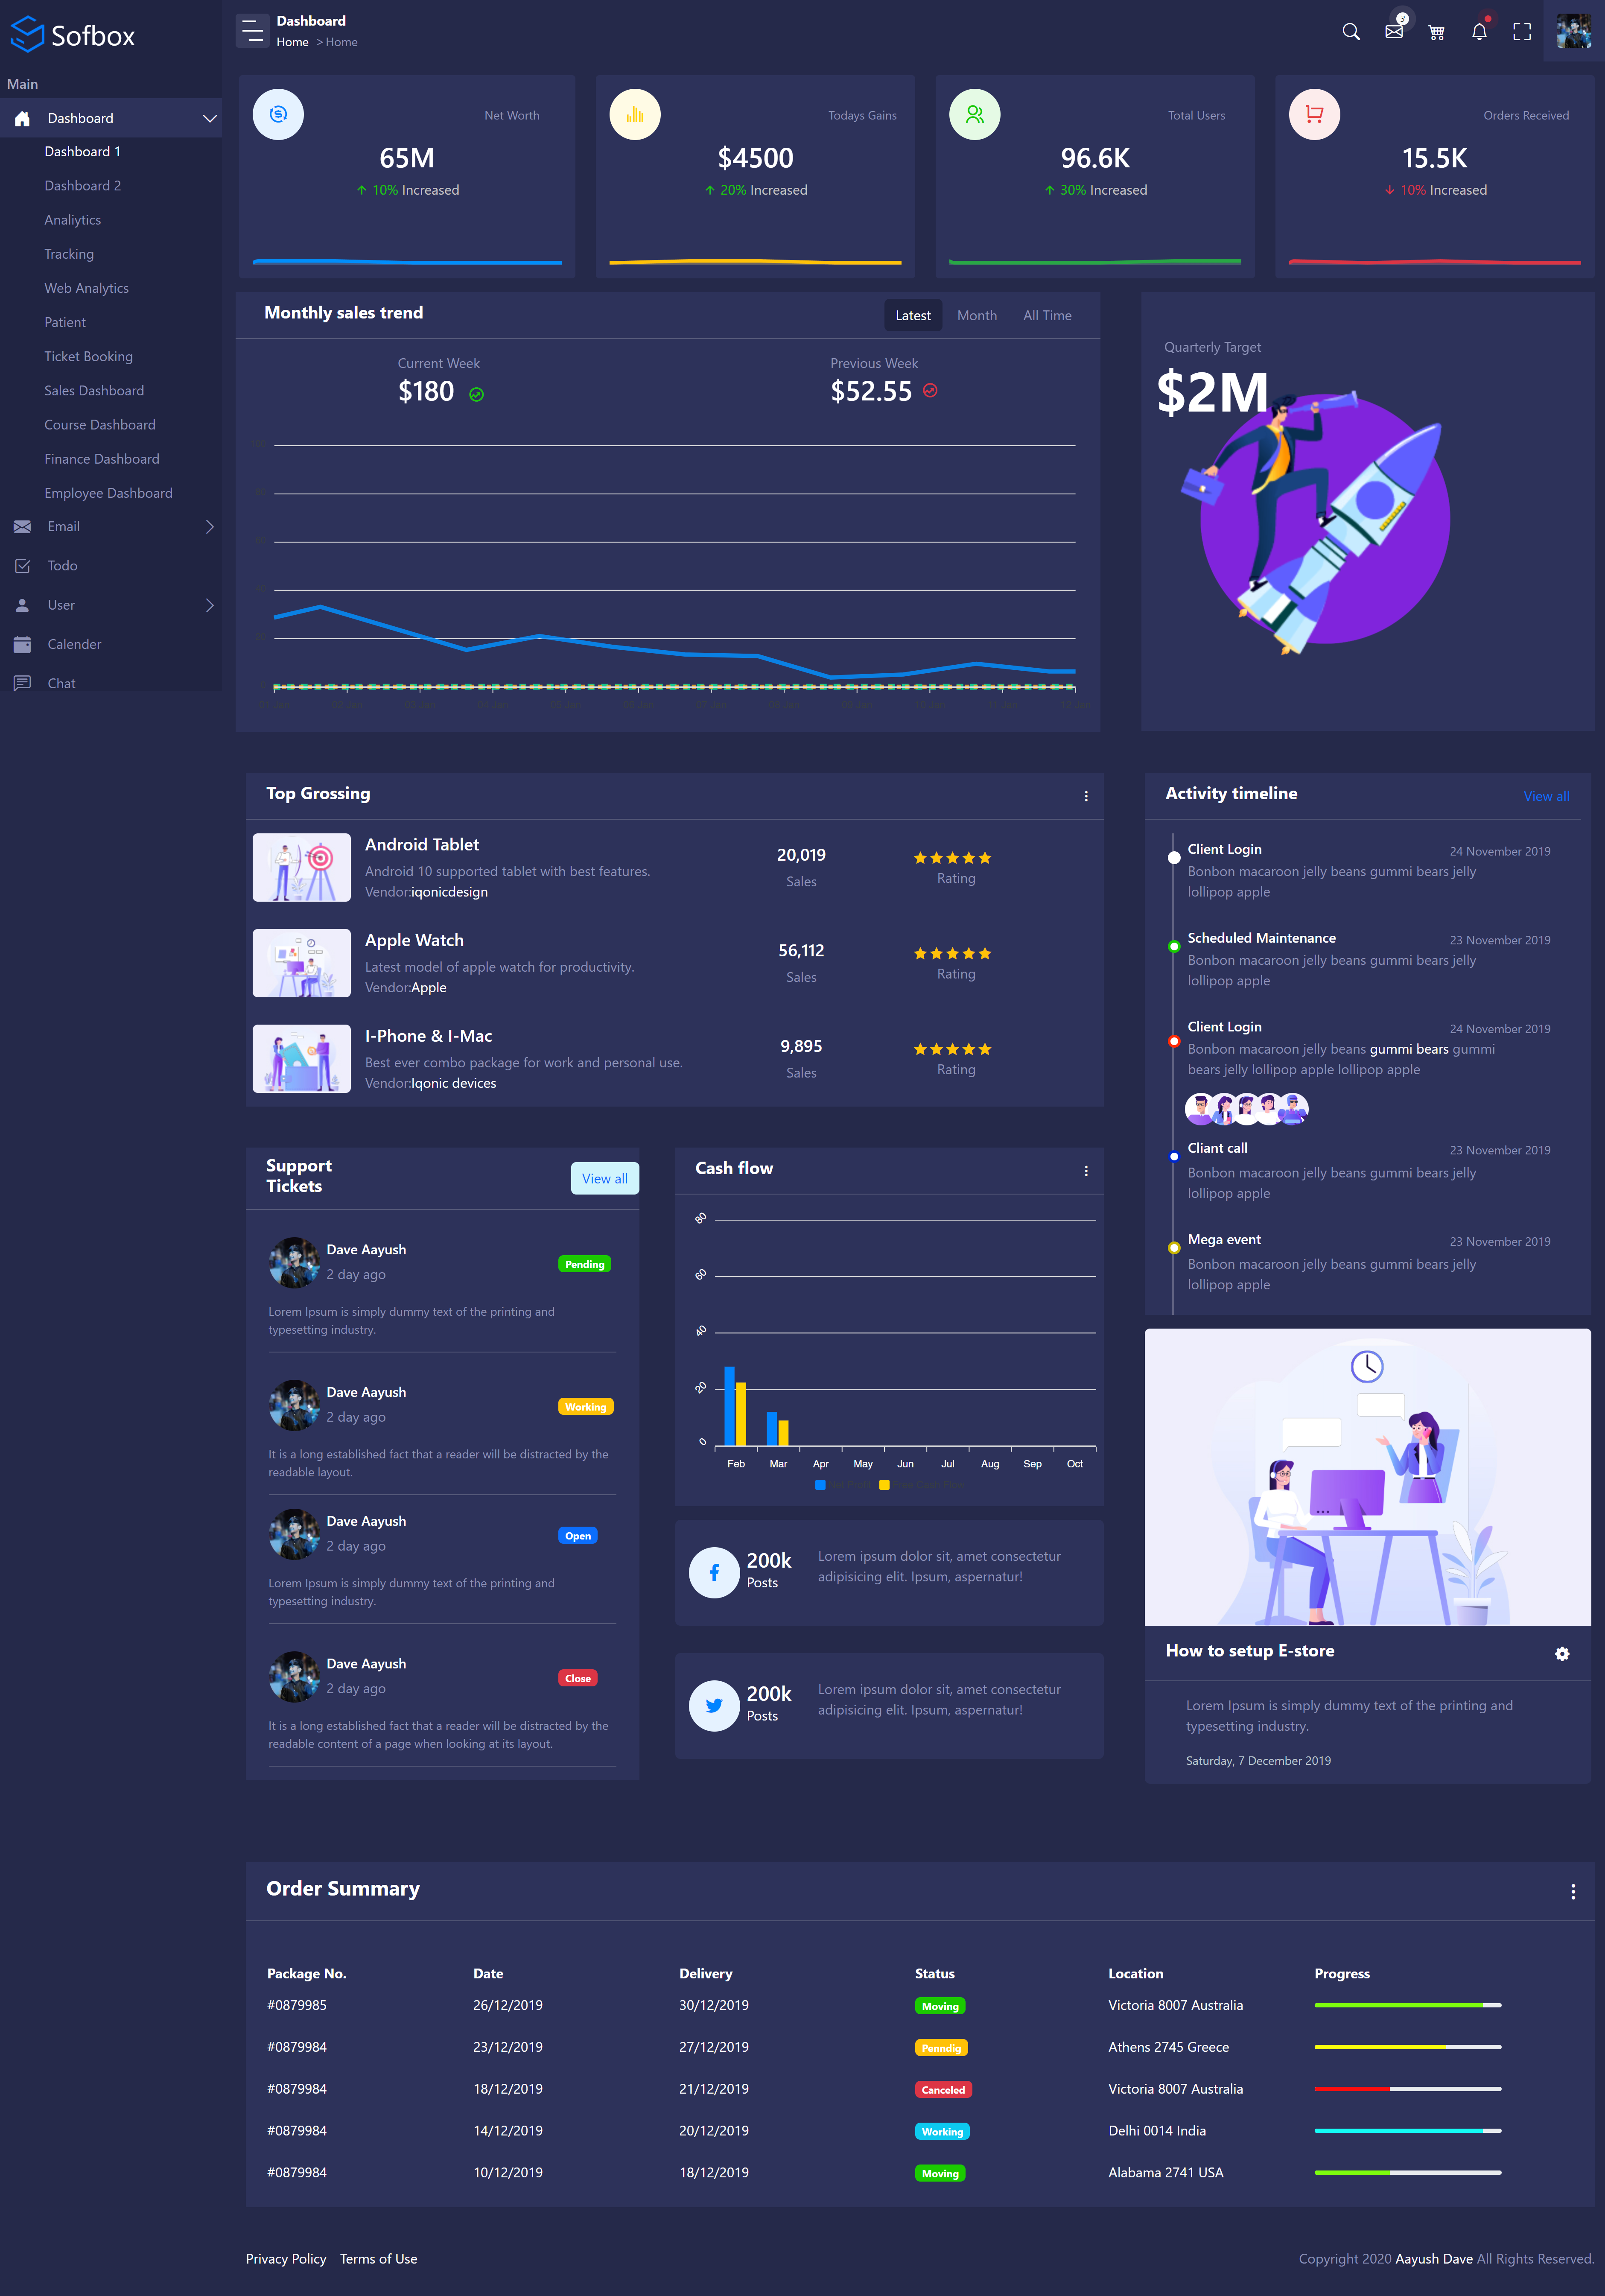 Sofbox
Main
Dashboard
Dashboard 1
Dashboard 2
Analiytics
Tracking
Web Analytics
Patient
Ticket Booking
Sales Dashboard
Course Dashboard
Finance Dashboard
Employee Dashboard
Email
Todo
User
Calender
Chat
Dashboard
Home > Home
3
Net Worth
65M
10% Increased
Todays Gains
$4500
20% Increased
Total Users
96.6K
30% Increased
Orders Received
15.5K
10% Increased
Monthly sales trend
Latest Month All Time
Current Week
$180
Previous Week
$52.55
Quarterly Target
$2M
Top Grossing
Android Tablet
Android 10 supported tablet with best features.
Vendor:iqonicdesign
20,019
Sales
Rating
Apple Watch
Latest model of apple watch for productivity.
Vendor:Apple
56,112
Sales
Rating
I-Phone & I-Mac
Best ever combo package for work and personal use.
Vendor:Iqonic devices
9,895
Sales
Rating
Activity timeline
View all
Client Login
24 November 2019
Bonbon macaroon jelly beans gummi bears jelly
lollipop apple
Scheduled Maintenance
23 November 2019
Bonbon macaroon jelly beans gummi bears jelly
lollipop apple
Client Login
24 November 2019
Bonbon macaroon jelly beans gummi bears gummi
bears jelly lollipop apple lollipop apple
Cliant call
23 November 2019
Bonbon macaroon jelly beans gummi bears jelly
lollipop apple
Mega event
23 November 2019
Bonbon macaroon jelly beans gummi bears jelly
lollipop apple
Support
Tickets
View all
Dave Aayush
2 day ago
Pending
Lorem Ipsum is simply dummy text of the printing and
typesetting industry.
Dave Aayush
2 day ago
Working
It is a long established fact that a reader will be distracted by the
readable layout.
Dave Aayush
2 day ago
Open
Lorem Ipsum is simply dummy text of the printing and
typesetting industry.
Dave Aayush
2 day ago
Close
It is a long established fact that a reader will be distracted by the
readable content of a page when looking at its layout.
Cash flow
80
60
40
20
0
Feb Mar Apr May Jun Jul Aug Sep Oct
200k
Posts
Lorem ipsum dolor sit, amet consectetur
adipisicing elit. Ipsum, aspernatur!
200k
Posts
Lorem ipsum dolor sit, amet consectetur
adipisicing elit. Ipsum, aspernatur!
How to setup E-store
Lorem Ipsum is simply dummy text of the printing and
typesetting industry.
Saturday, 7 December 2019
Order Summary
Package No. Date Delivery Status Location Progress
#0879985 26/12/2019 30/12/2019 Moving Victoria 8007 Australia
#0879984 23/12/2019 27/12/2019 Penndig Athens 2745 Greece
#0879984 18/12/2019 21/12/2019 Canceled Victoria 8007 Australia
#0879984 14/12/2019 20/12/2019 Working Delhi 0014 India
#0879984 10/12/2019 18/12/2019 Moving Alabama 2741 USA
Privacy Policy Terms of Use
Copyright 2020 Aayush Dave All Rights Reserved.